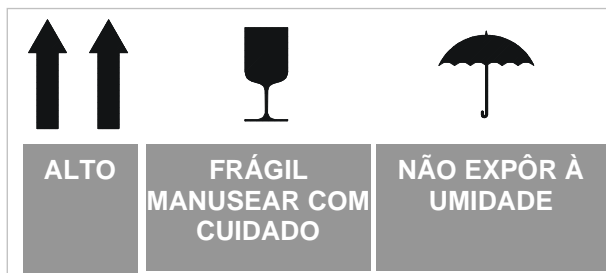 ALTO
FRÁGIL
MANUSEAR COM
CUIDADO
NÃO EXPÔR À
UMIDADE